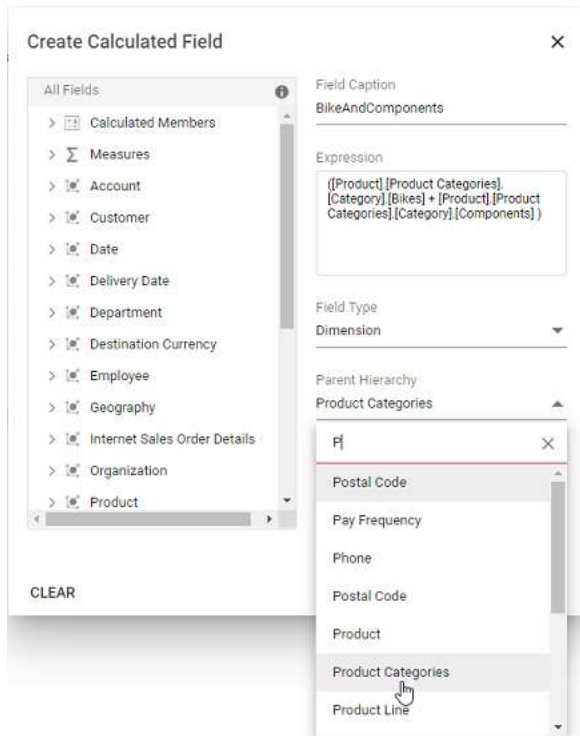 Create Calculated Field
All Fields
Calculated Members
Measures
Account
Customer
Date
Delivery Date
Department
Destination Currency
Employee
Geography
Internet Sales Order Details
Organization
Product
CLEAR
Field Caption
BikeAndComponents
Expression
([Product].[Product Categories].
[Category].[Bikes] + [Product].[Product
Categories].[Category].[Components] )
Field Type
Dimension
Parent Hierarchy
Product Categories
P
Postal Code
Pay Frequency
Phone
Postal Code
Product
Product Categories
Product Line